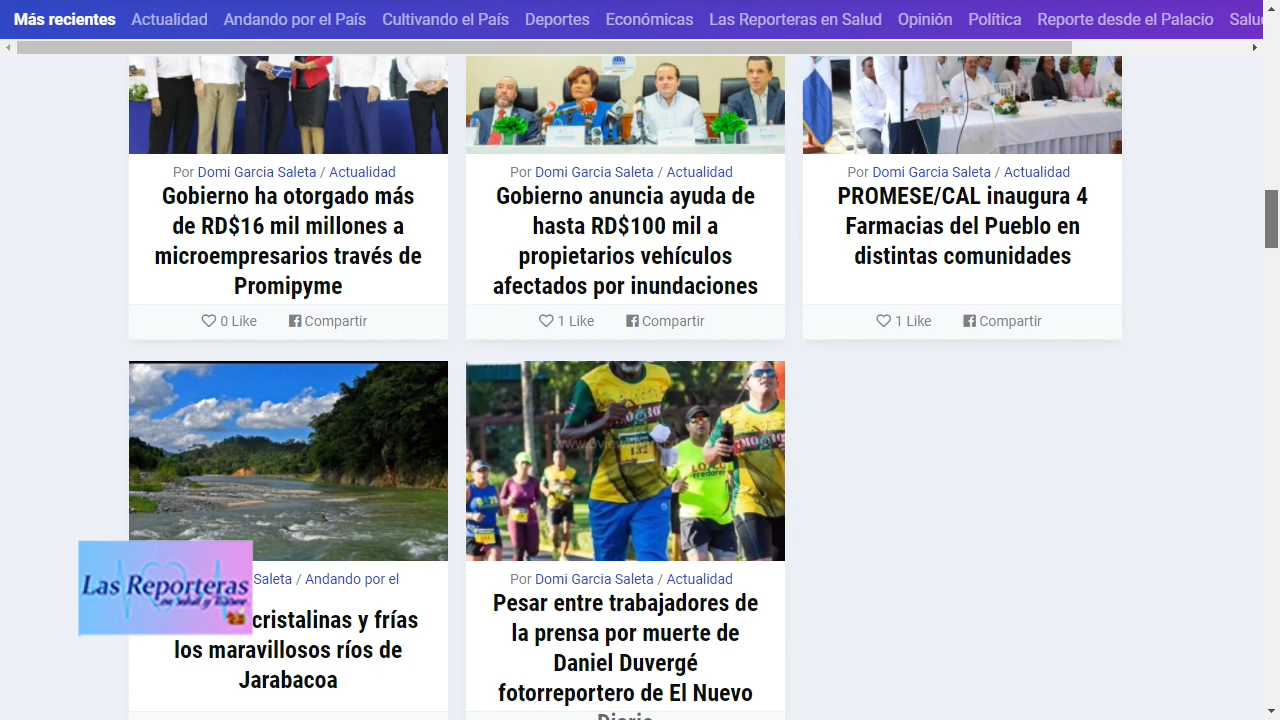 Más recientes Actualidad Andando por el País Cultivando el País Deportes Económicas Las Reporteras en Salud Opinión Política Reporte desde el Palacio
Por Domi Garcia Saleta / Actualidad
Gobierno ha otorgado más
de RD$16 mil millones a
microempresarios través de
Promipyme
0 Like Compartir
Por Domi Garcia Saleta / Actualidad
Gobierno anuncia ayuda de
hasta RD$100 mil a
propietarios vehículos
afectados por inundaciones
1 Like Compartir
Por Domi Garcia Saleta / Actualidad
PROMESE/CAL inaugura 4
Farmacias del Pueblo en
distintas comunidades
1 Like Compartir
Saleta / Andando por el
cristalinas y frías
los maravillosos ríos de
Jarabacoa
Las Reporteras
132
Por Domi Garcia Saleta / Actualidad
Pesar entre trabajadores de
la prensa por muerte de
Daniel Duvergé
fotorreportero de El Nuevo
Diario